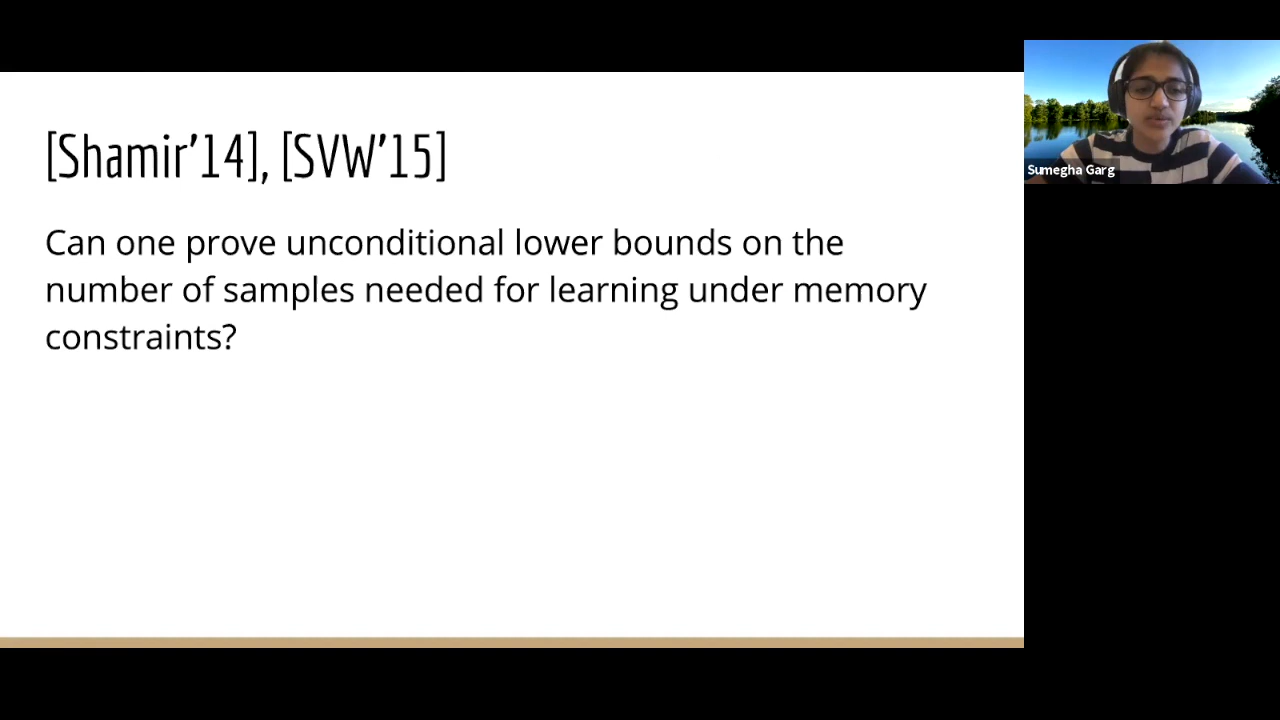 [Shamir’14], [SVW’15]
Can one prove unconditional lower bounds on the
number of samples needed for learning under memory
constraints?
Sumegha Garg